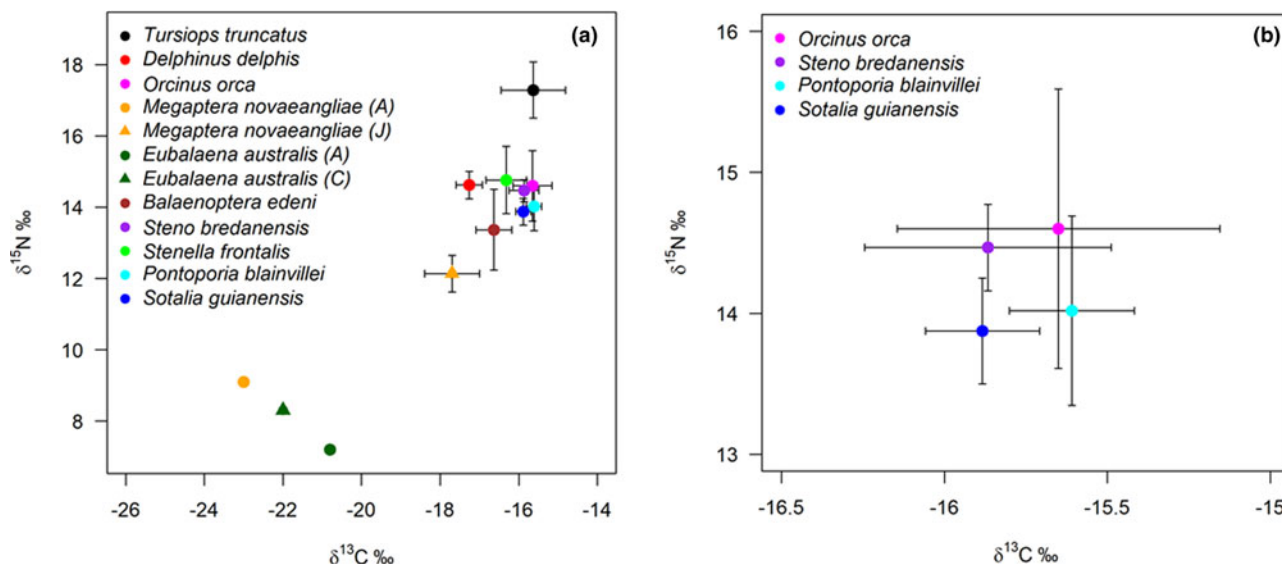 (a)
Tursiops truncatus
Delphinus delphis
Orcinus orca
Megaptera novaeangliae (A)
Megaptera novaeangliae (J)
Eubalaena australis (A)
Eubalaena australis (C)
Balaenoptera edeni
Steno bredanensis
Stenella frontalis
Pontoporia blainvillei
Sotalia guianensis
18
16
14
12
10
8
δ15N ‰
-26 -24 -22 -20 -18 -16 -14
δ13C ‰
(b)
Orcinus orca
Steno bredanensis
Pontoporia blainvillei
Sotalia guianensis
16
15
14
13
δ15N ‰
-16.5 -16 -15.5 -15
δ13C ‰